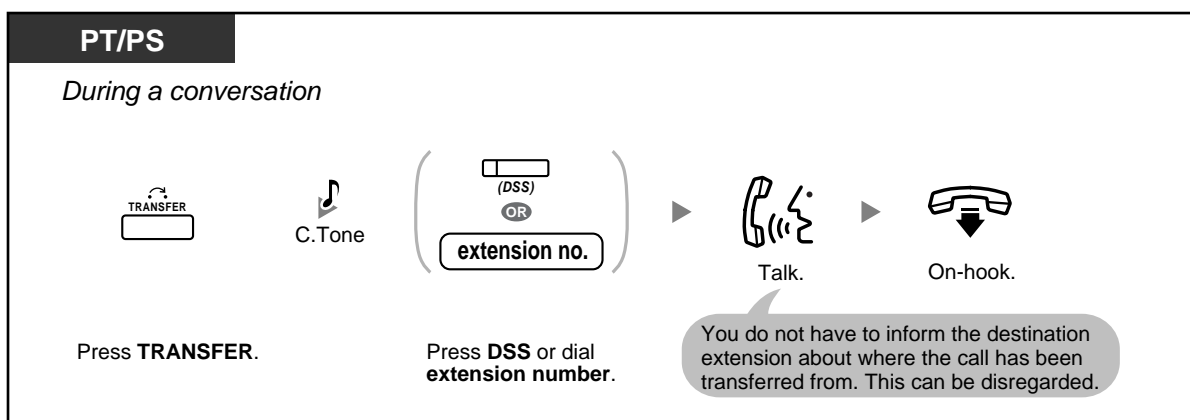 PT/PS
During a conversation
TRANSFER
C.Tone
(DSS)
OR
extension no.
Talk.
On-hook.
Press TRANSFER.
Press DSS or dial
extension number.
You do not have to inform the destination
extension about where the call has been
transferred from. This can be disregarded.